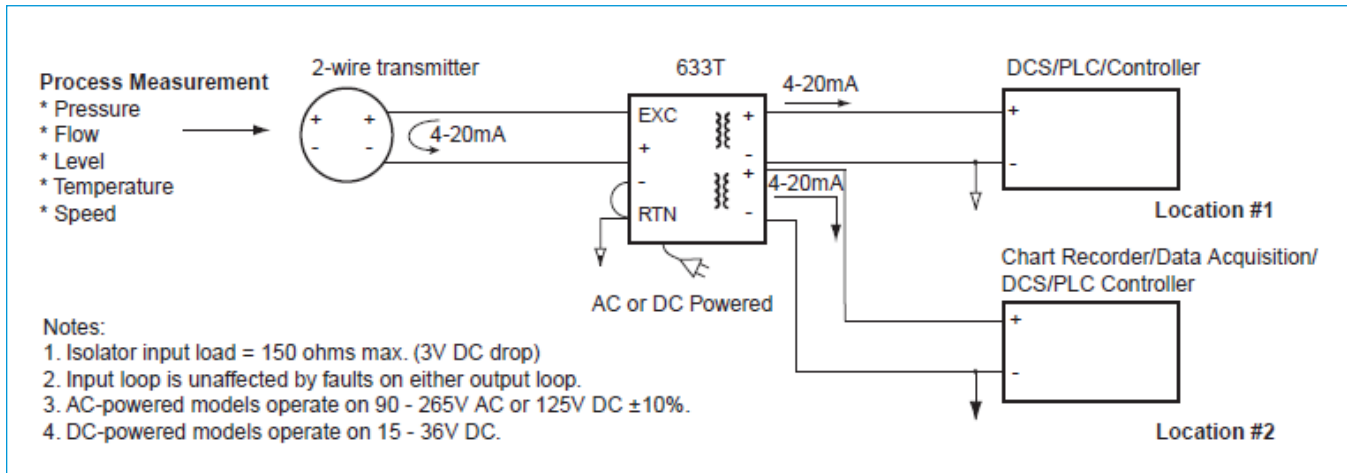 Process Measurement
* Pressure
* Flow
* Level
* Temperature
* Speed
2-wire transmitter
+ +
- -
4-20mA
633T
EXC
+
-
RTN
+
-
+
-
AC or DC Powered
4-20mA
4-20mA
DCS/PLC/Controller
+
-
Location #1
Chart Recorder/Data Acquisition/
DCS/PLC Controller
+
-
Location #2
Notes:
1. Isolator input load = 150 ohms max. (3V DC drop)
2. Input loop is unaffected by faults on either output loop.
3. AC-powered models operate on 90 - 265V AC or 125V DC ±10%.
4. DC-powered models operate on 15 - 36V DC.